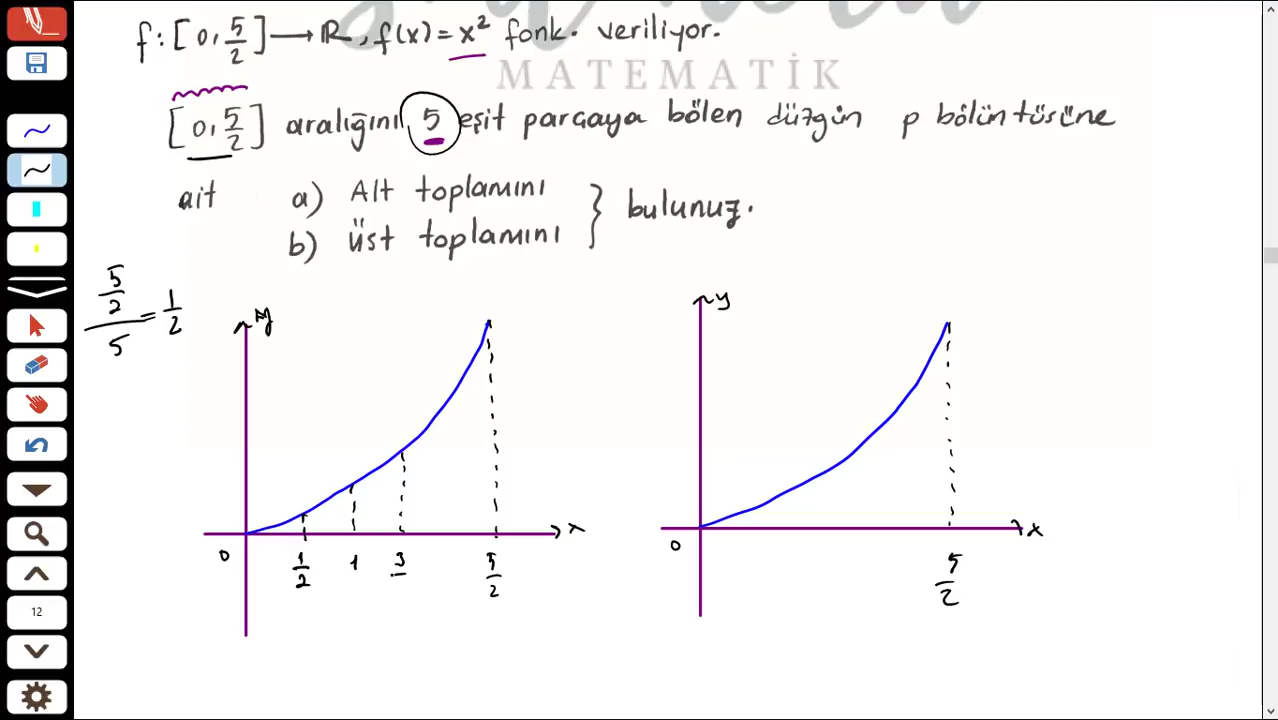 f: [0, 5/2] → R, f(x) = x² fonk. veriliyor.
MATEMATİK
[0, 5/2] aralığını 5 eşit parçaya bölen düzgün p bölüntüsüne
ait a) Alt toplamını
b) üst toplamını } bulunuz.
5/2 / 5 = 1/2
y
y
0 1/2 1 3 5/2 x
0 5/2 x
12